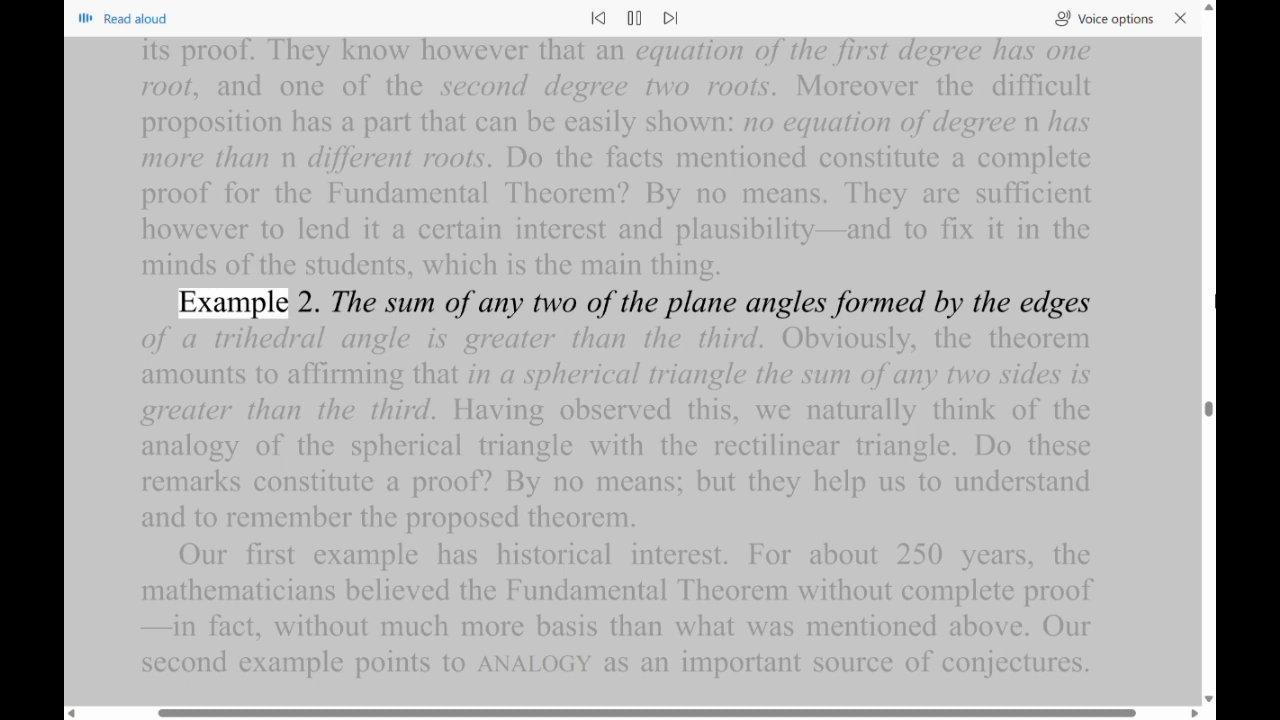 Read aloud
Voice options
its proof. They know however that an equation of the first degree has one
root, and one of the second degree two roots. Moreover the difficult
proposition has a part that can be easily shown: no equation of degree n has
more than n different roots. Do the facts mentioned constitute a complete
proof for the Fundamental Theorem? By no means. They are sufficient
however to lend it a certain interest and plausibility—and to fix it in the
minds of the students, which is the main thing.
Example 2. The sum of any two of the plane angles formed by the edges
of a trihedral angle is greater than the third. Obviously, the theorem
amounts to affirming that in a spherical triangle the sum of any two sides is
greater than the third. Having observed this, we naturally think of the
analogy of the spherical triangle with the rectilinear triangle. Do these
remarks constitute a proof? By no means; but they help us to understand
and to remember the proposed theorem.
Our first example has historical interest. For about 250 years, the
mathematicians believed the Fundamental Theorem without complete proof
—in fact, without much more basis than what was mentioned above. Our
second example points to ANALOGY as an important source of conjectures.